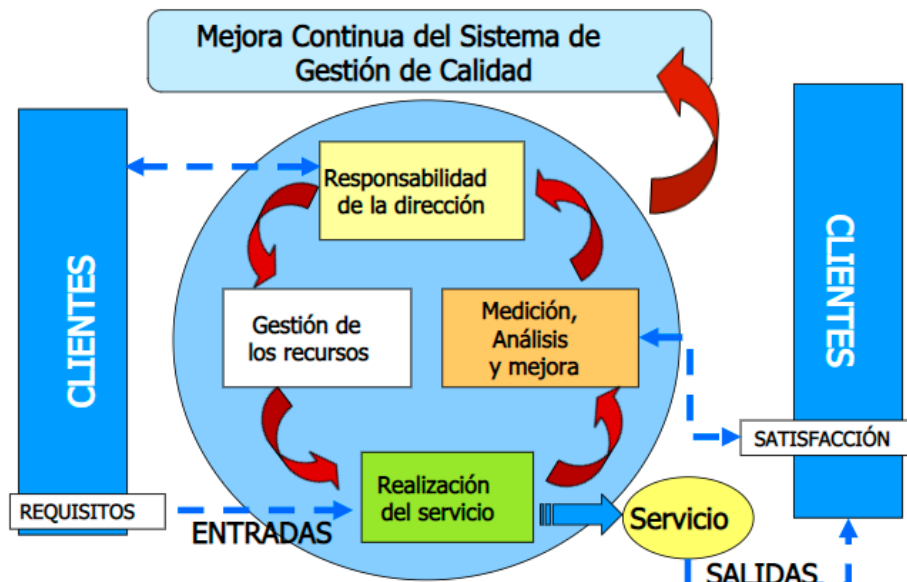 Mejora Continua del Sistema de
Gestión de Calidad
CLIENTES
Responsabilidad
de la dirección
CLIENTES
Gestión de
los recursos
Medición,
Análisis
y mejora
SATISFACCIÓN
REQUISITOS
ENTRADAS
Realización
del servicio
Servicio
SALIDAS